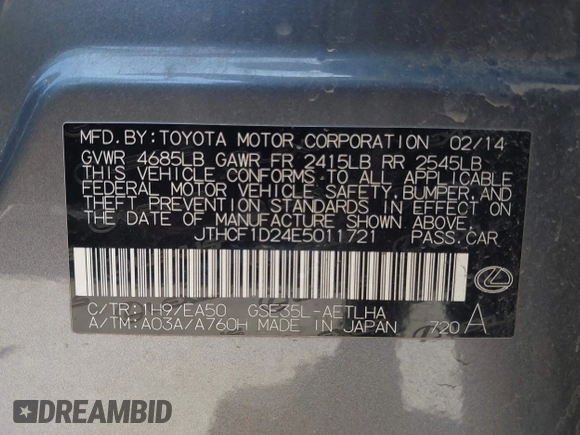 MFD. BY: TOYOTA MOTOR CORPORATION 02/14
GVWR 4685LB GAWR FR 2415LB RR 2545LB
THIS VEHICLE CONFORMS TO ALL APPLICABLE
FEDERAL MOTOR VEHICLE SAFETY, BUMPER, AND
THEFT PREVENTION STANDARDS IN EFFECT ON
THE DATE OF MANUFACTURE SHOWN ABOVE.
JTHCF1D24E5011721 PASS. CAR
C/TR: 1H9/EA50 GSE35L-AETLHA
A/TM: A03A/A760H MADE IN JAPAN 720 A
DREAMBID